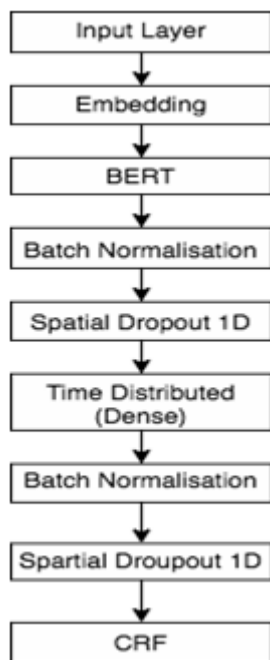 Input Layer
Embedding
BERT
Batch Normalisation
Spatial Dropout 1D
Time Distributed
(Dense)
Batch Normalisation
Spartial Droupout 1D
CRF